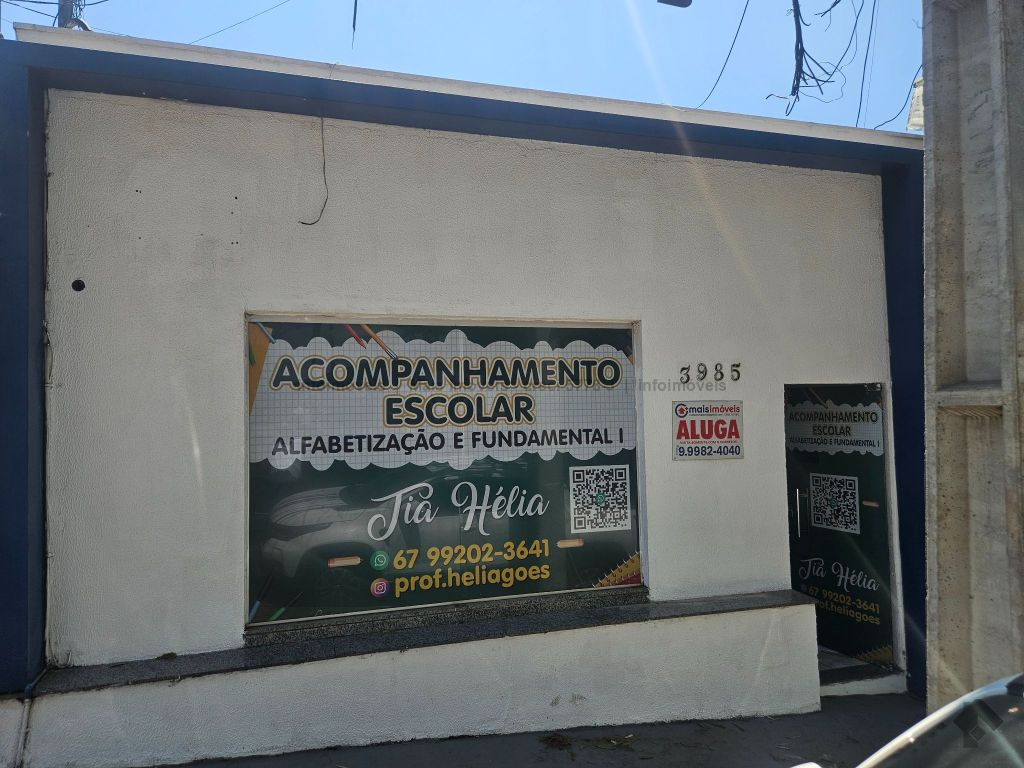 ACOMPANHAMENTO
ESCOLAR
ALFABETIZAÇÃO E FUNDAMENTAL I
Tia Hélia
67 99202-3641
prof.heliagoes
infoimoveis
3985
maisImóveis
ALUGA
9.9982-4040
ACOMPANHAMENTO
ESCOLAR
ALFABETIZAÇÃO E FUNDAMENTAL I
Tia Hélia
67 99202-3641
prof.heliagoes